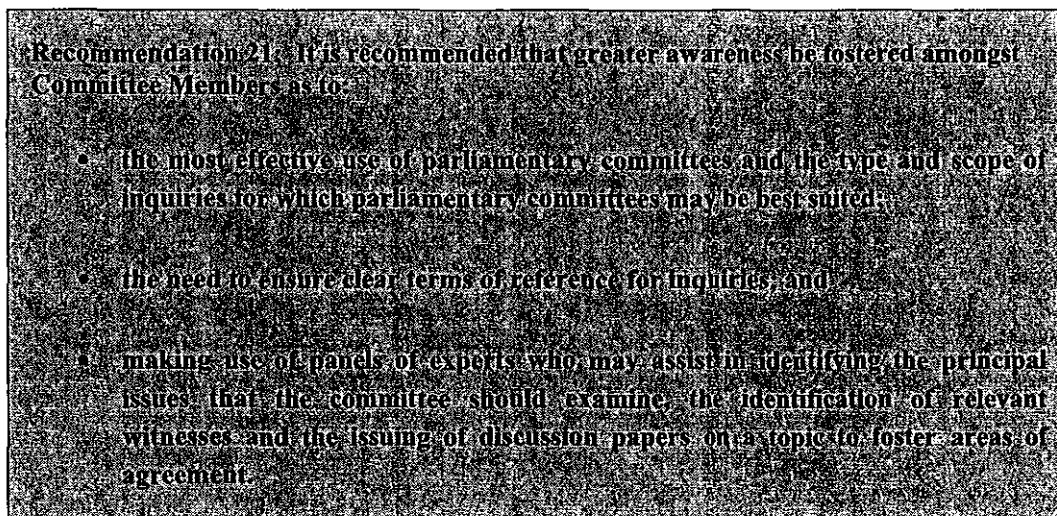 Recommendation 21. It is recommended that greater awareness be fostered amongst
Committee Members as to:
• the most effective use of parliamentary committees and the type and scope of
inquiries for which parliamentary committees may be best suited;
• the need to ensure clear terms of reference for inquiries, and
• making use of panels of experts who may assist in identifying the principal
issues that the committee should examine, the identification of relevant
witnesses and the issuing of discussion papers on a topic to foster areas of
agreement.